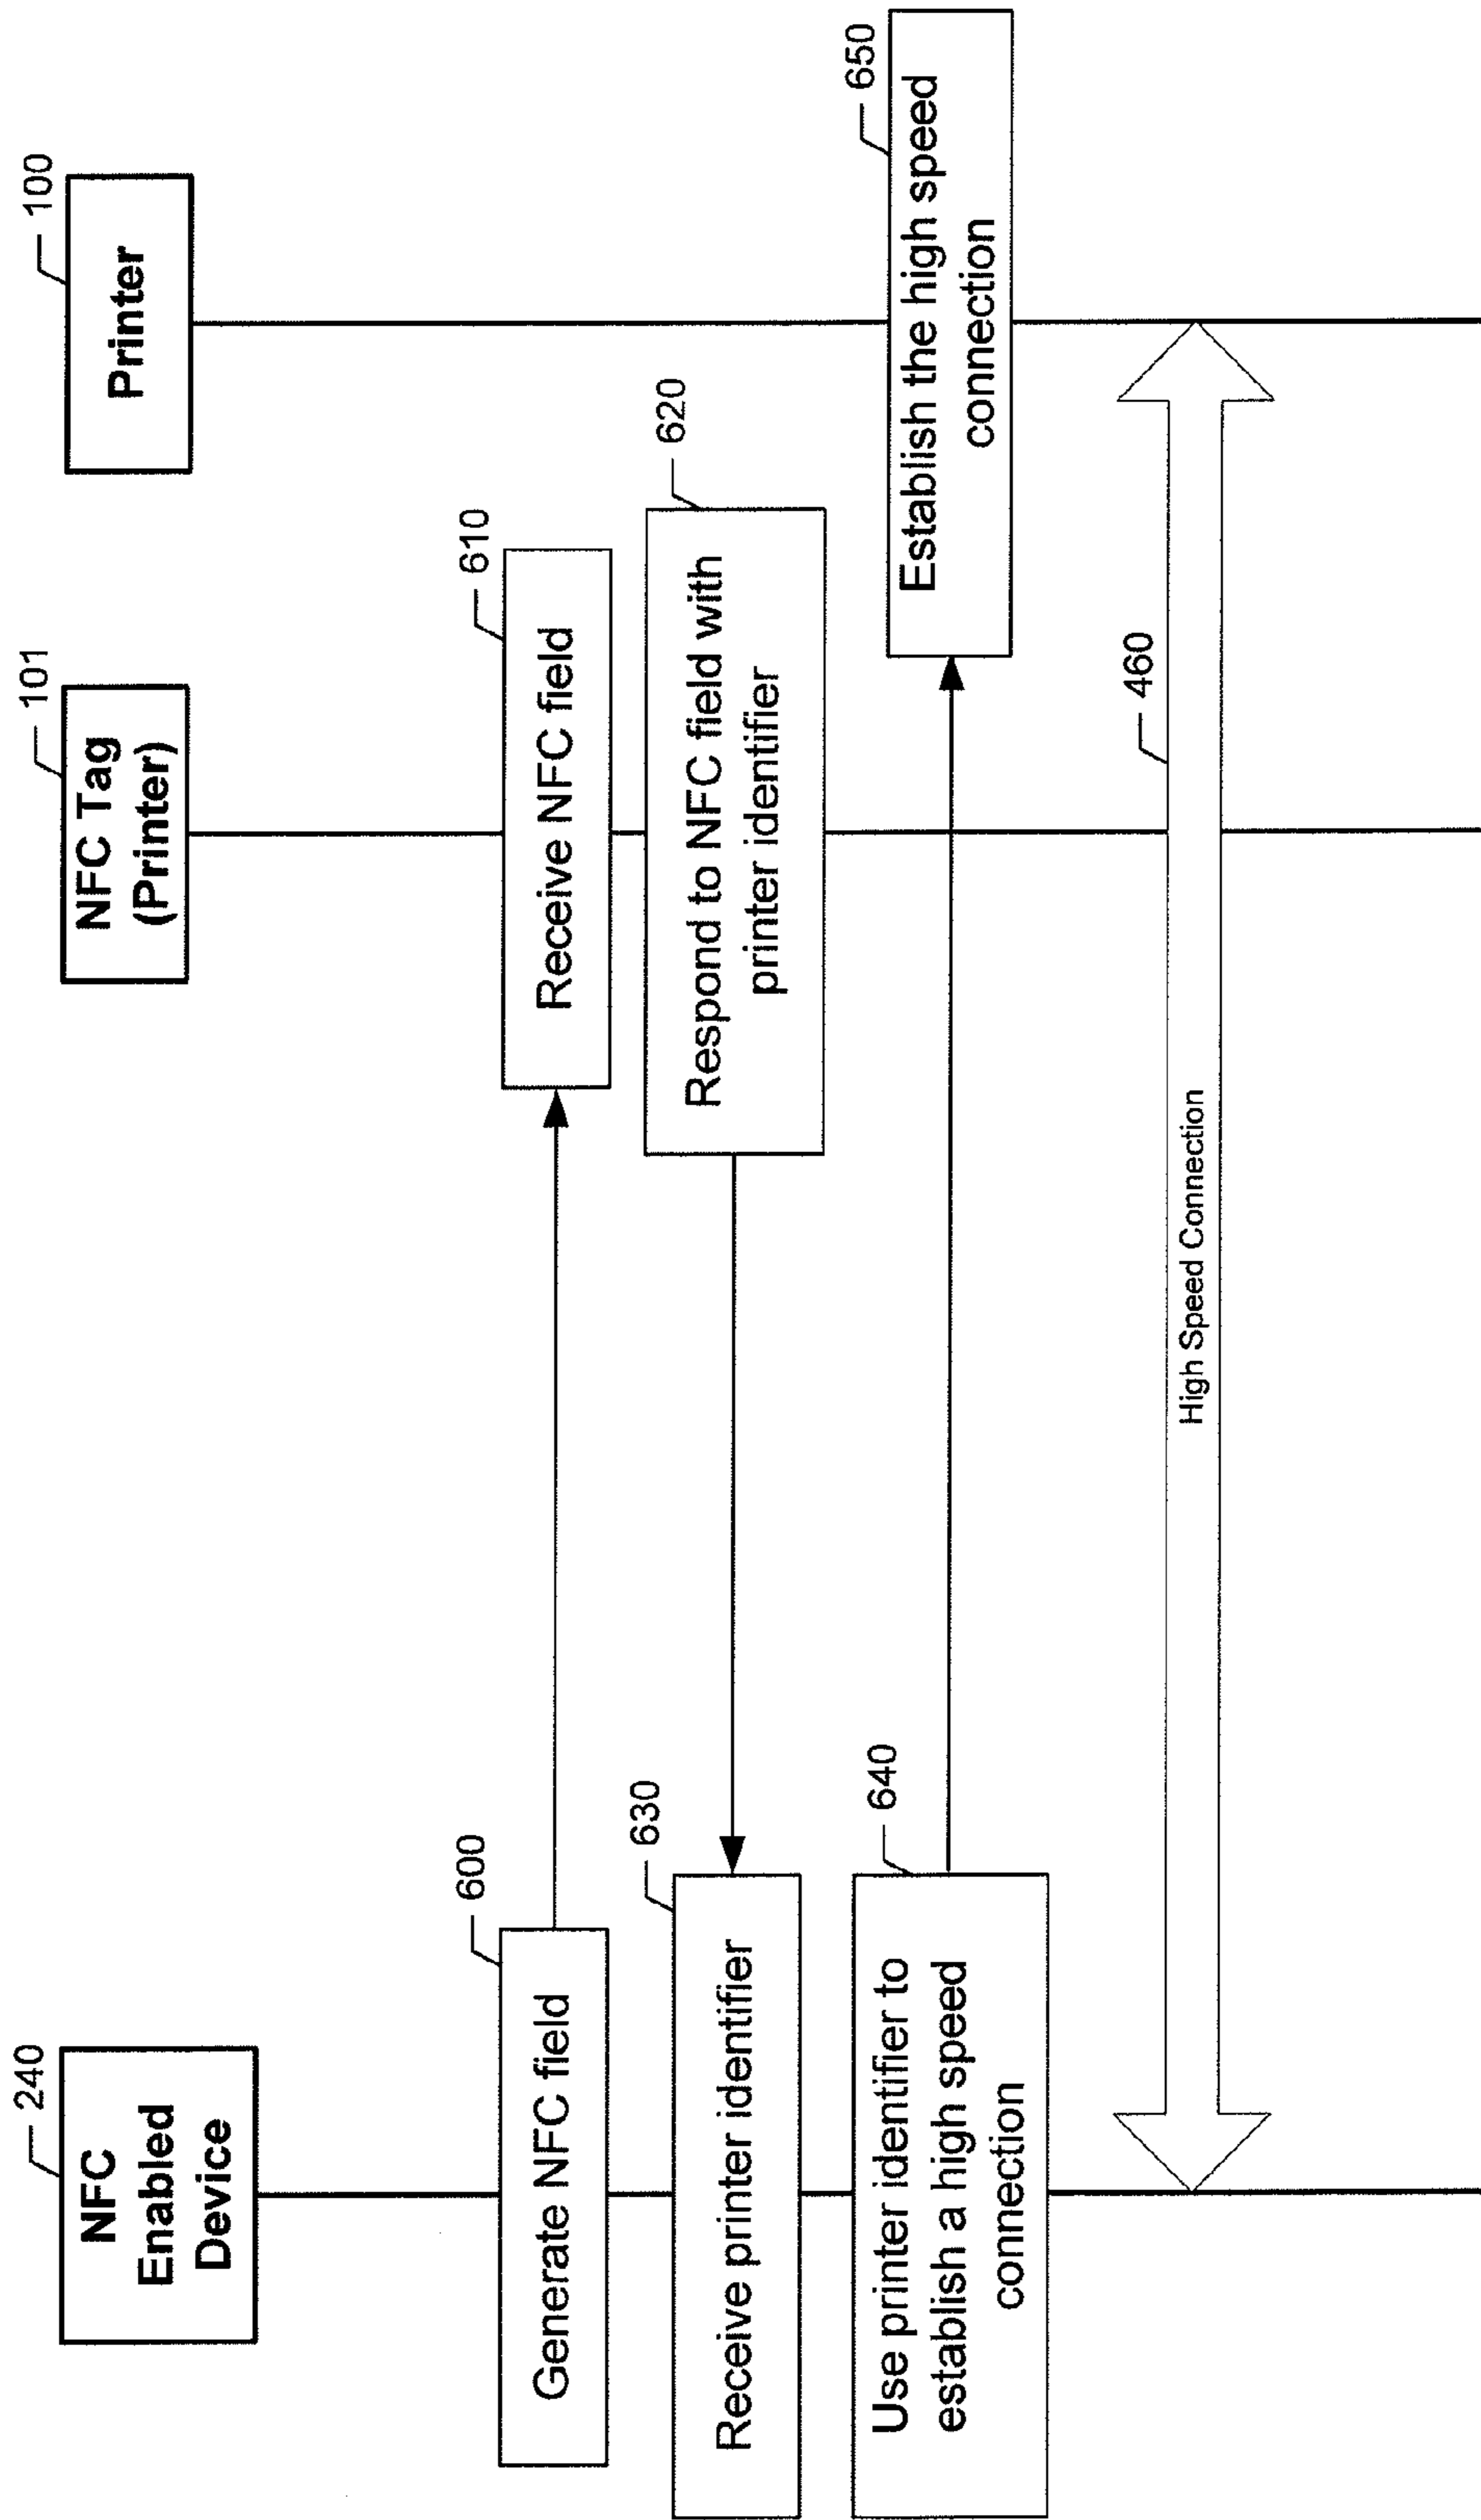 240
NFC
Enabled
Device
101
NFC Tag
(Printer)
100
Printer
600
Generate NFC field
610
Receive NFC field
620
Respond to NFC field with
printer identifier
630
Receive printer identifier
640
Use printer identifier to
establish a high speed
connection
650
Establish the high speed
connection
460
High Speed Connection